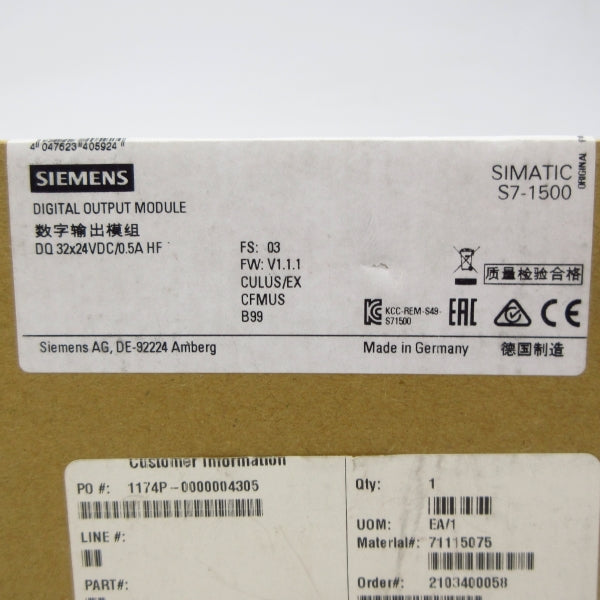 4 047623 405924
SIEMENS
SIMATIC
S7-1500
ORIGINAL
DIGITAL OUTPUT MODULE
数字输出模组
DQ 32x24VDC/0.5A HF
FS: 03
FW: V1.1.1
CULUS/EX
CFMUS
B99
质量检验合格
KCC-REM-S49-
S71500
EAC
CE
Siemens AG, DE-92224 Amberg
Made in Germany
德国制造
Customer Information
PO #: 1174P-0000004305
Qty: 1
LINE #:
UOM: EA/1
Material#: 71115075
PART#:
Order#: 2103400058